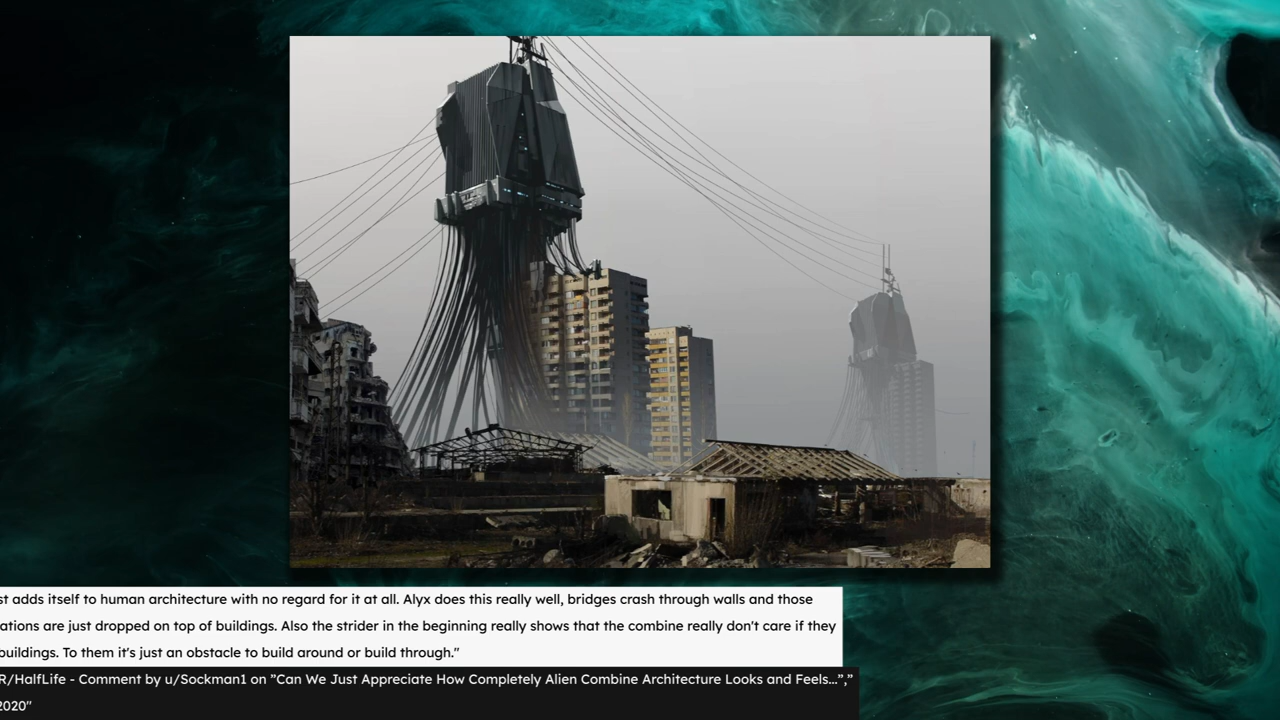 st adds itself to human architecture with no regard for it at all. Alyx does this really well, bridges crash through walls and those
ations are just dropped on top of buildings. Also the strider in the beginning really shows that the combine really don't care if they
buildings. To them it's just an obstacle to build around or build through."
R/HalfLife - Comment by u/Sockman1 on ”Can We Just Appreciate How Completely Alien Combine Architecture Looks and Feels...”,”
2020"